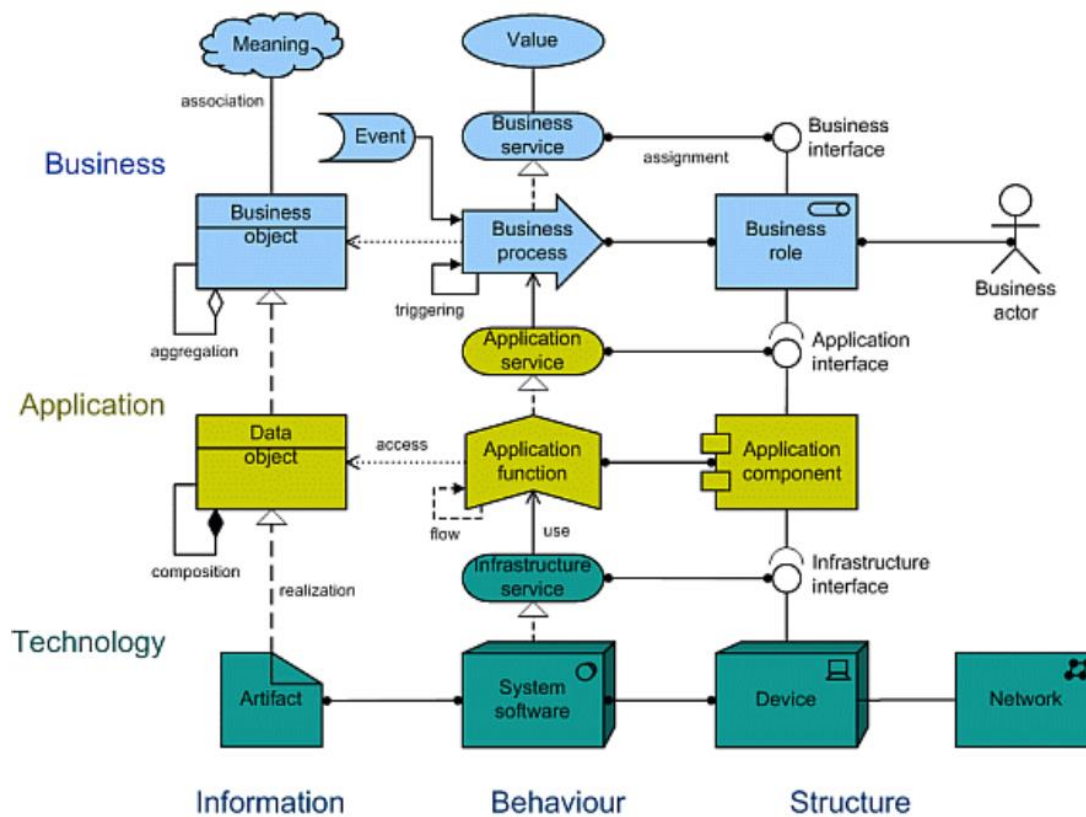 Meaning
Value
association
Event
Business
service
Business
interface
assignment
Business
Business
object
Business
process
Business
role
triggering
Business
actor
aggregation
Application
service
Application
interface
Application
Data
object
access
Application
function
Application
component
flow
use
composition
realization
Infrastructure
service
Infrastructure
interface
Technology
Artifact
System
software
Device
Network
Information
Behaviour
Structure